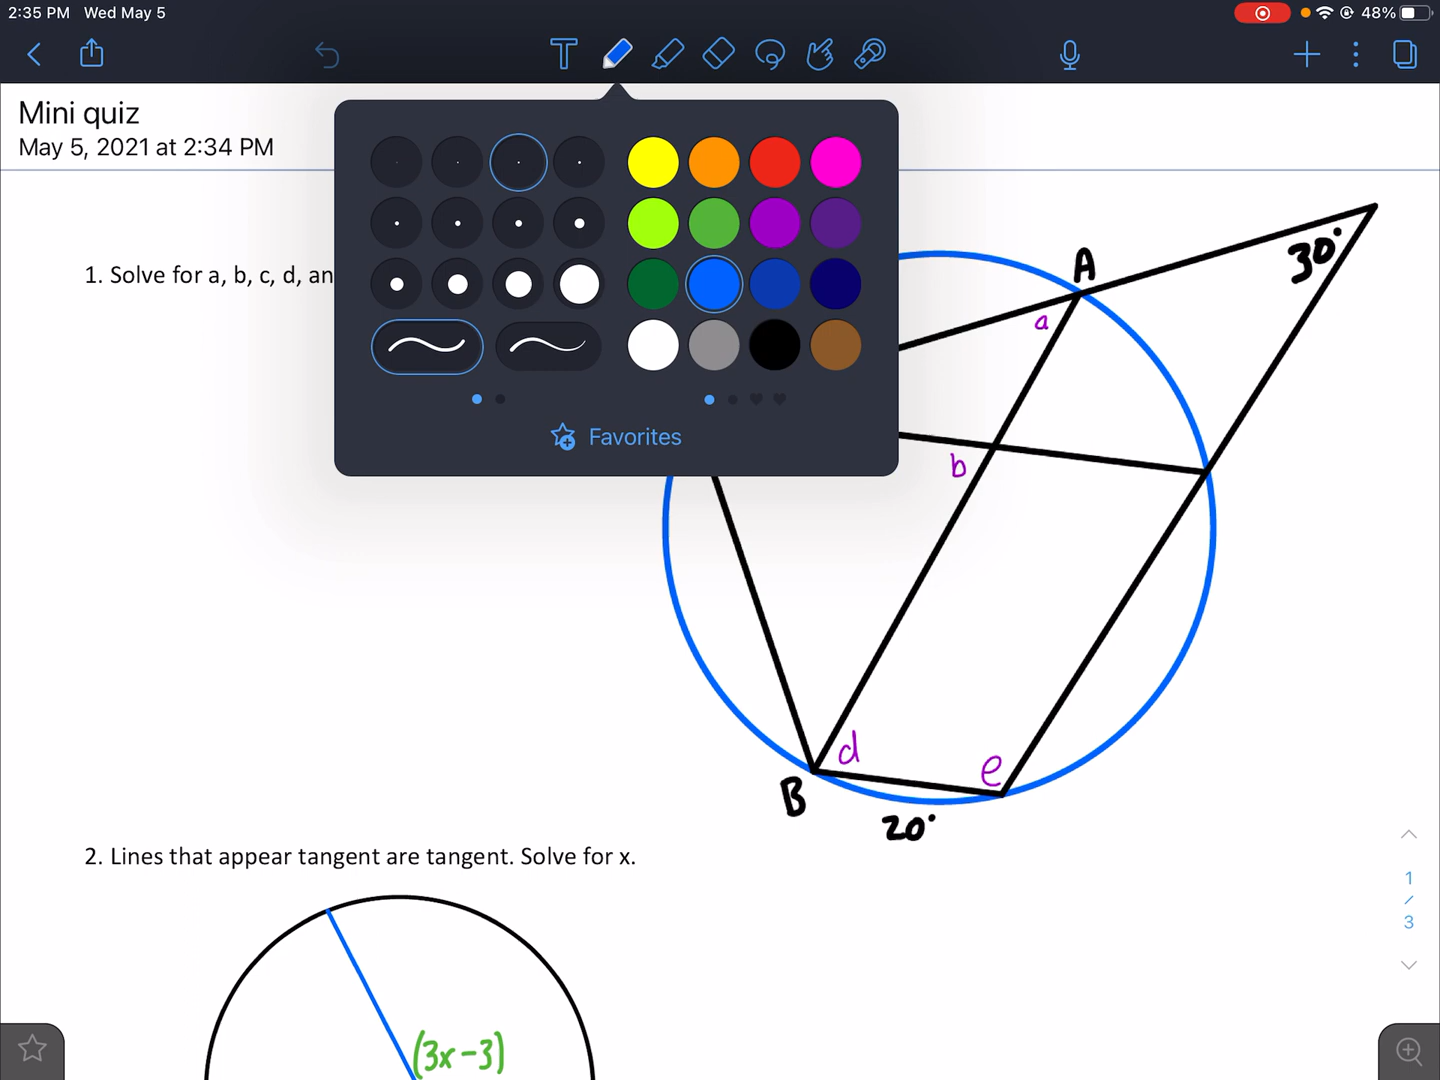 2:35 PM Wed May 5
48%
T
Mini quiz
May 5, 2021 at 2:34 PM
Favorites
1. Solve for a, b, c, d, an
A
30°
a
b
d
e
B
20°
2. Lines that appear tangent are tangent. Solve for x.
(3x-3)
1
/
3